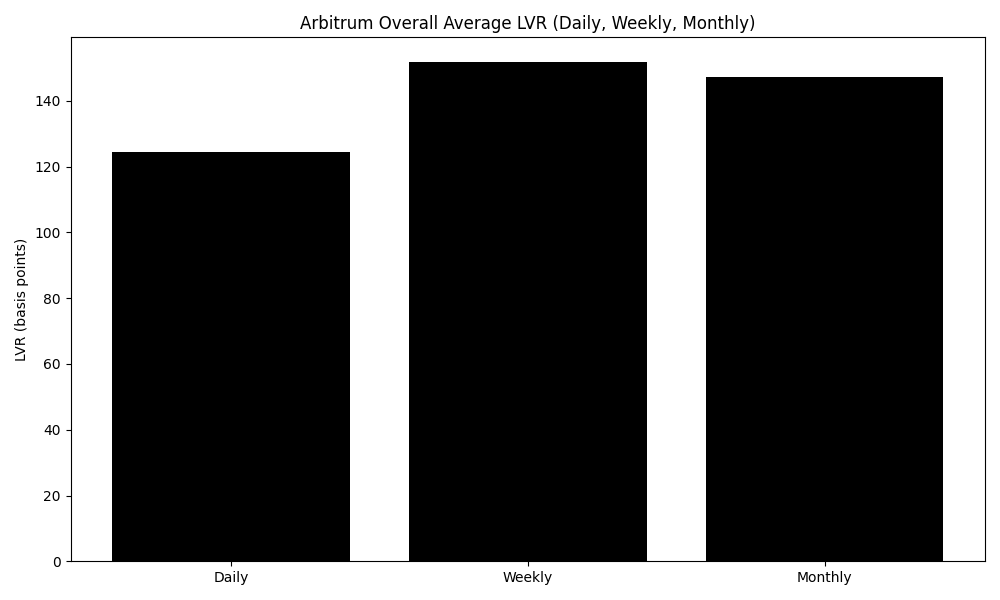 Arbitrum Overall Average LVR (Daily, Weekly, Monthly)
LVR (basis points)
140
120
100
80
60
40
20
0
Daily
Weekly
Monthly